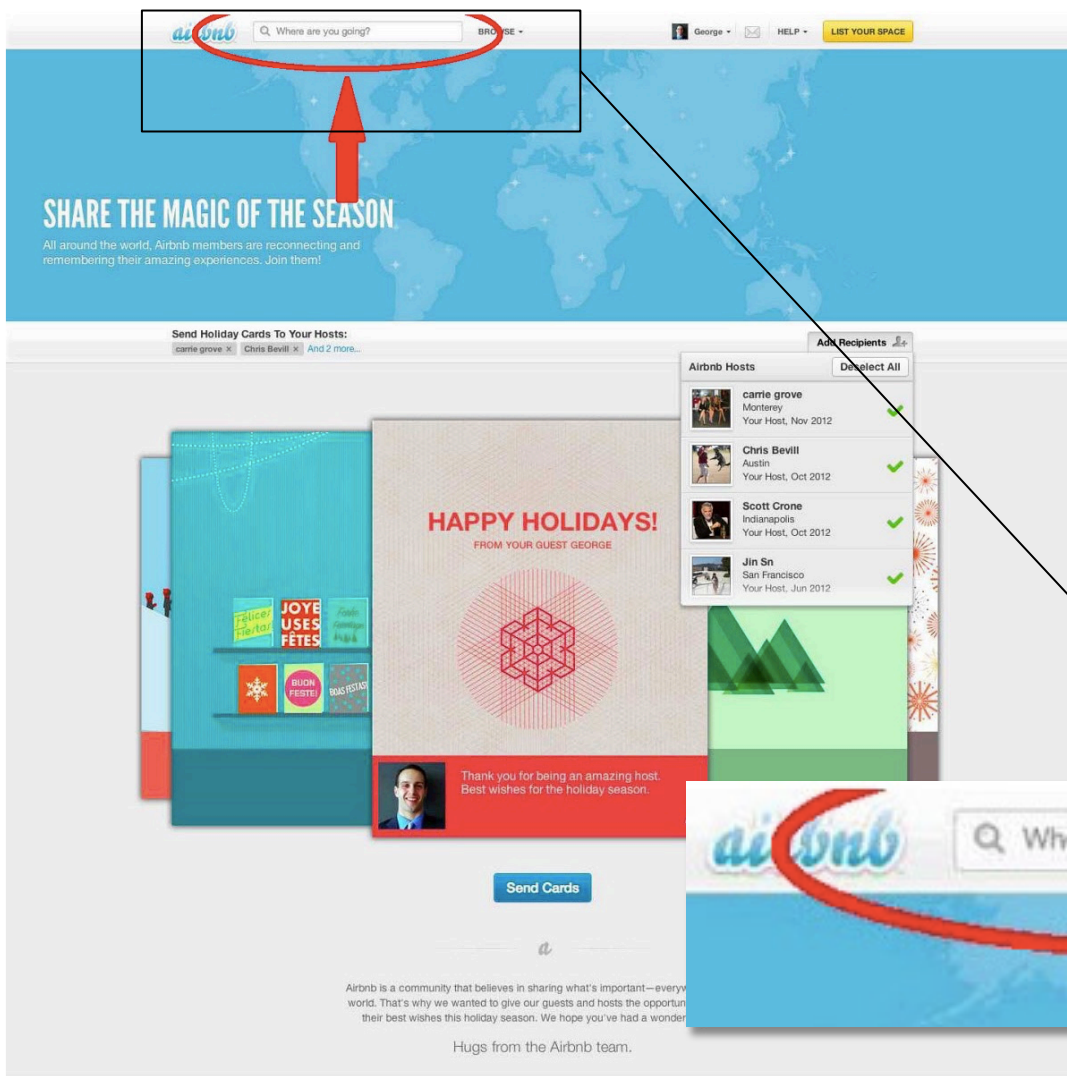 airbnb
Where are you going?
BROWSE
George
HELP
LIST YOUR SPACE
SHARE THE MAGIC OF THE SEASON
All around the world, Airbnb members are reconnecting and
remembering their amazing experiences. Join them!
Send Holiday Cards To Your Hosts:
carrie grove ×
Chris Bevill ×
And 2 more...
Add Recipients
Airbnb Hosts
Deselect All
carrie grove
Monterey
Your Host, Nov 2012
Chris Bevill
Austin
Your Host, Oct 2012
Scott Crone
Indianapolis
Your Host, Oct 2012
Jin Sn
San Francisco
Your Host, Jun 2012
Felices
Fiestas
JOYE
USES
FÊTES
BUON
FESTE!
BOAS FESTAS!
HAPPY HOLIDAYS!
FROM YOUR GUEST GEORGE
Thank you for being an amazing host.
Best wishes for the holiday season.
Send Cards
a
Airbnb is a community that believes in sharing what's important—everyw
world. That's why we wanted to give our guests and hosts the opportun
their best wishes this holiday season. We hope you've had a wonder
Hugs from the Airbnb team.
airbnb
Wh